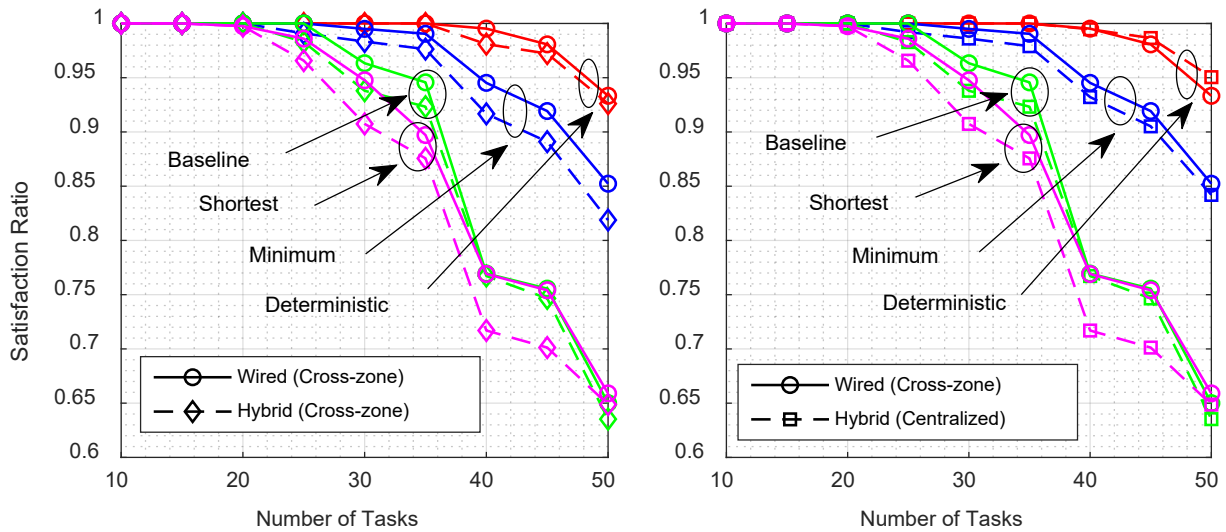 1
0.95
0.9
0.85
0.8
0.75
0.7
0.65
0.6
Satisfaction Ratio
Baseline
Shortest
Minimum
Deterministic
Wired (Cross-zone)
Hybrid (Cross-zone)
10 20 30 40 50
Number of Tasks
1
0.95
0.9
0.85
0.8
0.75
0.7
0.65
0.6
Baseline
Shortest
Minimum
Deterministic
Wired (Cross-zone)
Hybrid (Centralized)
10 20 30 40 50
Number of Tasks